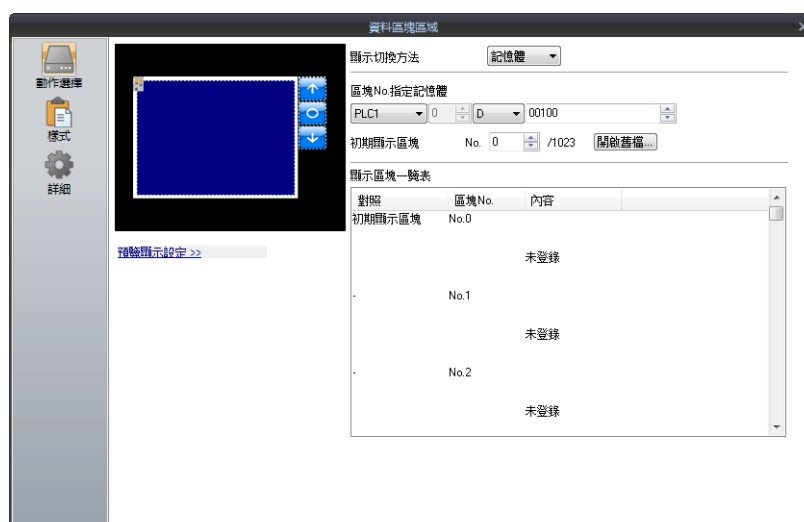 資料區塊區域
動作選擇
樣式
詳細
預驗顯示設定 >>
顯示切換方法 記憶體
區塊No.指定記憶體
PLC1 0 D 00100
初期顯示區塊 No. 0 /1023 開啟舊檔...
顯示區塊一覽表
對照 區塊No. 內容
初期顯示區塊 No.0
未登錄
- No.1
未登錄
- No.2
未登錄